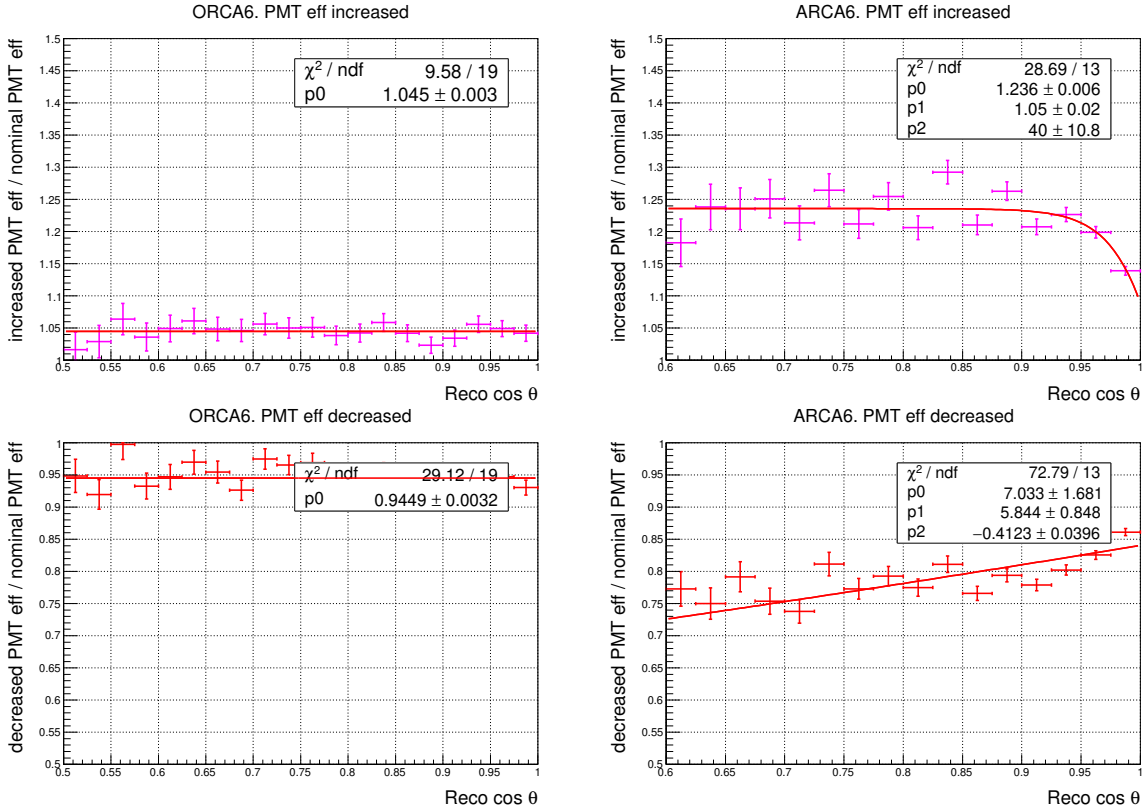 ORCA6. PMT eff increased
increased PMT eff / nominal PMT eff
1.5
1.45
1.4
1.35
1.3
1.25
1.2
1.15
1.1
1.05
1
χ² / ndf 9.58 / 19
p0 1.045 ± 0.003
0.5 0.55 0.6 0.65 0.7 0.75 0.8 0.85 0.9 0.95 1
Reco cos θ
ARCA6. PMT eff increased
increased PMT eff / nominal PMT eff
1.5
1.45
1.4
1.35
1.3
1.25
1.2
1.15
1.1
1.05
1
χ² / ndf 28.69 / 13
p0 1.236 ± 0.006
p1 1.05 ± 0.02
p2 40 ± 10.8
0.6 0.65 0.7 0.75 0.8 0.85 0.9 0.95 1
Reco cos θ
ORCA6. PMT eff decreased
decreased PMT eff / nominal PMT eff
1
0.95
0.9
0.85
0.8
0.75
0.7
0.65
0.6
0.55
0.5
χ² / ndf 29.12 / 19
p0 0.9449 ± 0.0032
0.5 0.55 0.6 0.65 0.7 0.75 0.8 0.85 0.9 0.95 1
Reco cos θ
ARCA6. PMT eff decreased
decreased PMT eff / nominal PMT eff
1
0.95
0.9
0.85
0.8
0.75
0.7
0.65
0.6
0.55
0.5
χ² / ndf 72.79 / 13
p0 7.033 ± 1.681
p1 5.844 ± 0.848
p2 −0.4123 ± 0.0396
0.6 0.65 0.7 0.75 0.8 0.85 0.9 0.95 1
Reco cos θ